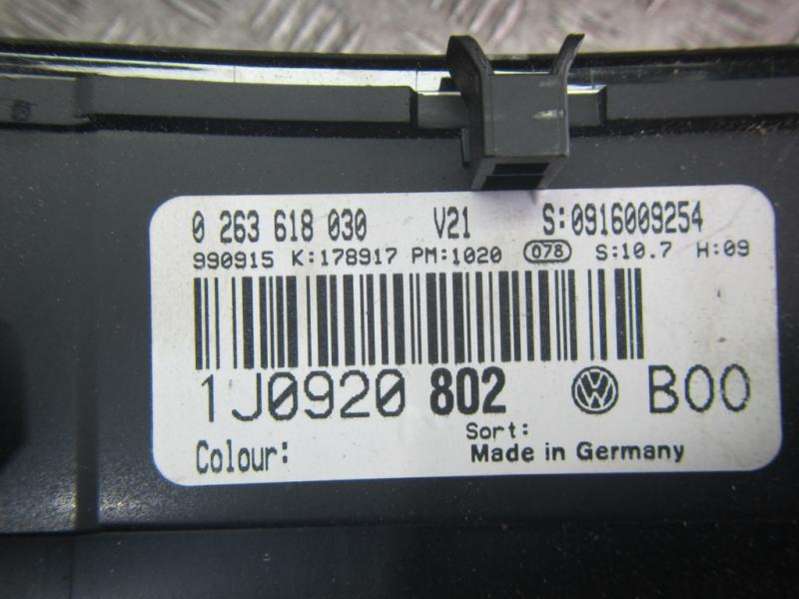 0 263 618 030 V21 S:0916009254
990915 K:178917 PM:1020 078 S:10.7 H:09
1J0920 802 VW B00
Sort:
Colour: Made in Germany